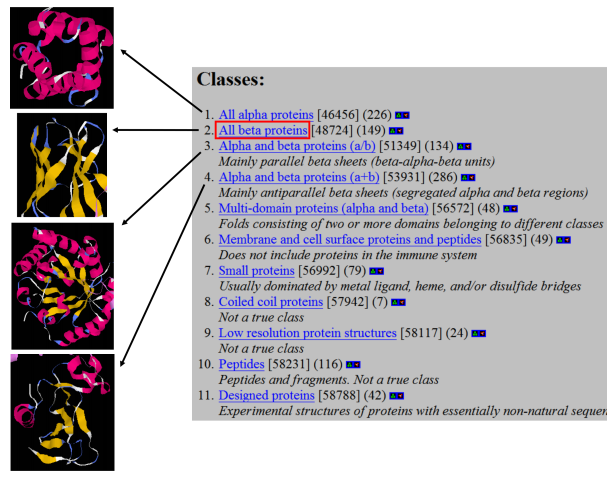 Classes:
1. All alpha proteins [46456] (226)
2. All beta proteins [48724] (149)
3. Alpha and beta proteins (a/b) [51349] (134)
Mainly parallel beta sheets (beta-alpha-beta units)
4. Alpha and beta proteins (a+b) [53931] (286)
Mainly antiparallel beta sheets (segregated alpha and beta regions)
5. Multi-domain proteins (alpha and beta) [56572] (48)
Folds consisting of two or more domains belonging to different classes
6. Membrane and cell surface proteins and peptides [56835] (49)
Does not include proteins in the immune system
7. Small proteins [56992] (79)
Usually dominated by metal ligand, heme, and/or disulfide bridges
8. Coiled coil proteins [57942] (7)
Not a true class
9. Low resolution protein structures [58117] (24)
Not a true class
10. Peptides [58231] (116)
Peptides and fragments. Not a true class
11. Designed proteins [58788] (42)
Experimental structures of proteins with essentially non-natural sequen